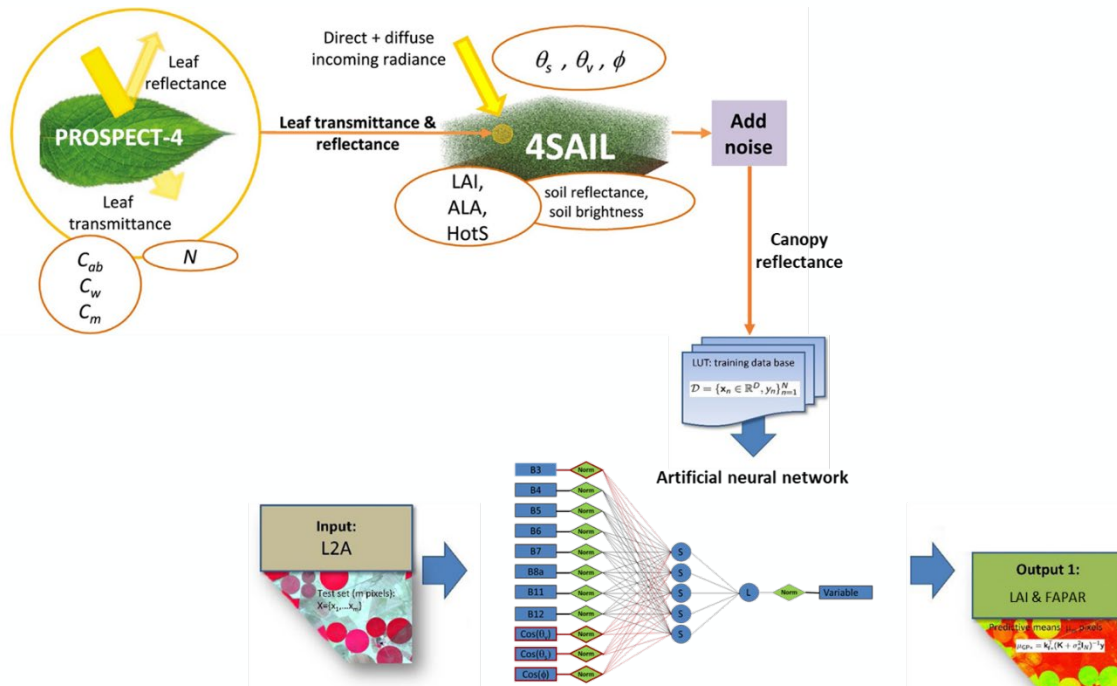 Leaf
reflectance
PROSPECT-4
Leaf
transmittance
C_ab
C_w
C_m
N
Leaf transmittance &
reflectance
Direct + diffuse
incoming radiance
θ_s , θ_v , ϕ
4SAIL
LAI,
ALA,
HotS
soil reflectance,
soil brightness
Add
noise
Canopy
reflectance
LUT: training data base
𝒟 = {x_n ∈ ℝ^D, y_n}_{n=1}^N
Artificial neural network
Input:
L2A
Test set (m pixels):
X={x_1,...x_m}
B3 Norm
B4 Norm
B5 Norm
B6 Norm
B7 Norm
B8a Norm
B11 Norm
B12 Norm
Cos(θ_v) Norm
Cos(θ_s) Norm
Cos(ϕ) Norm
S
S
S
S
S
L Norm Variable
Output 1:
LAI & FAPAR
Predictive means, pixels